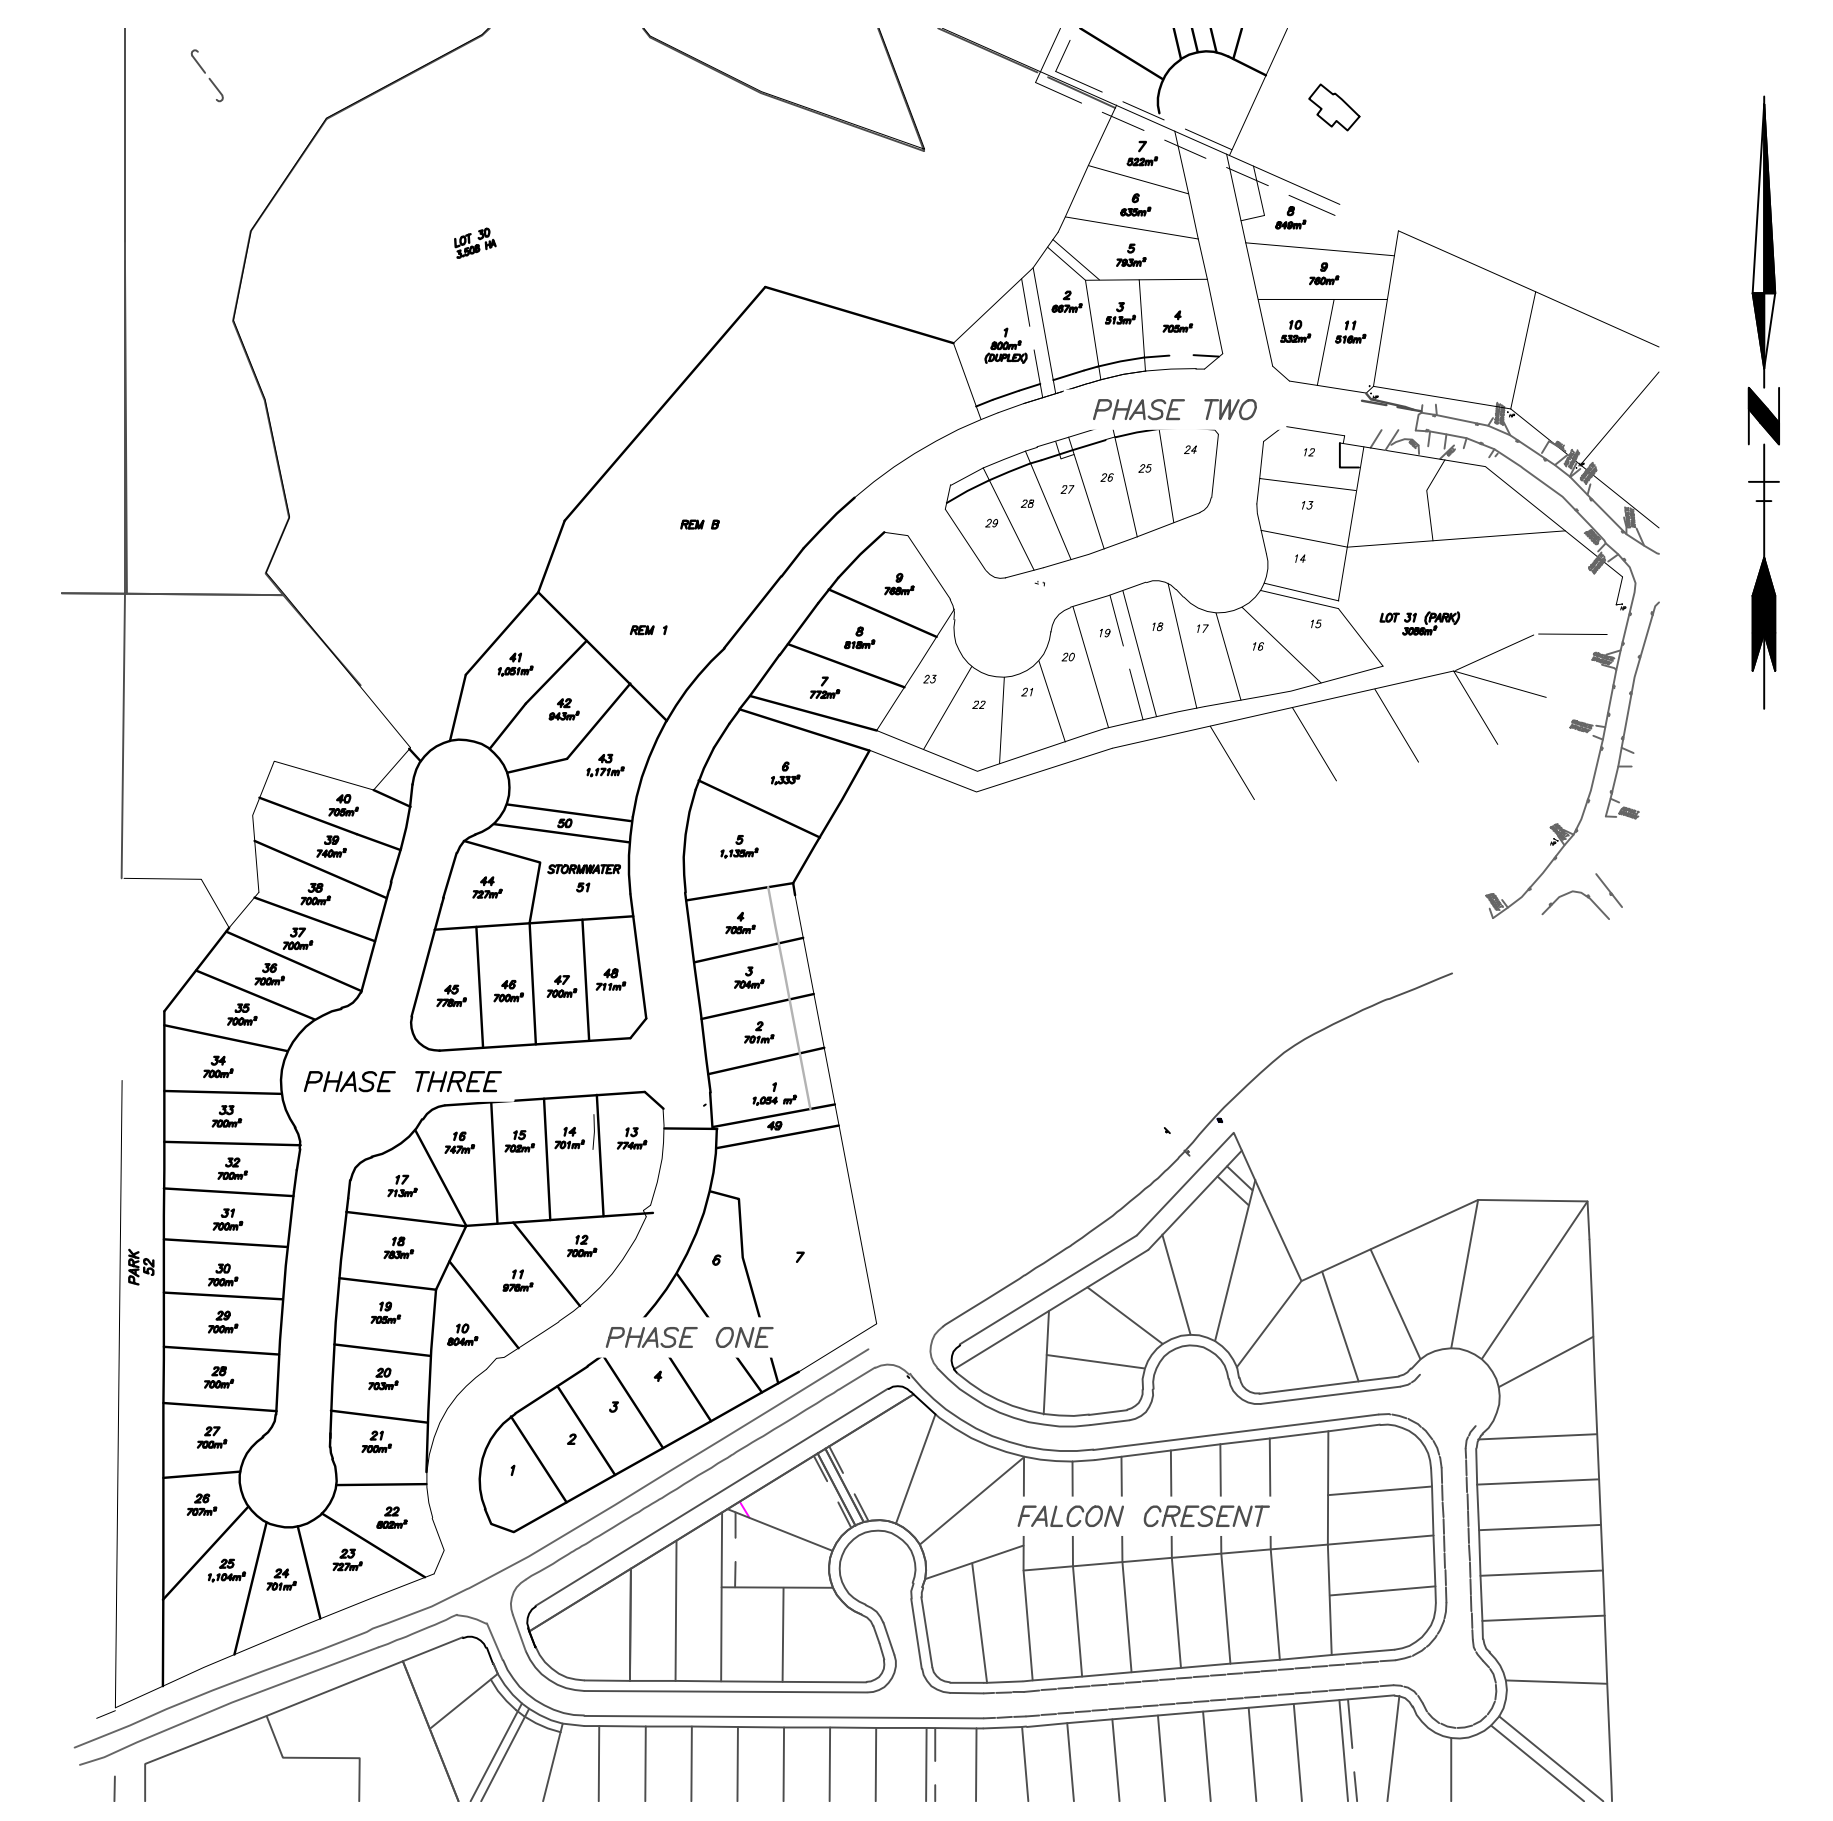 LOT 30
3.508 HA
7
522m²
6
635m²
5
793m²
8
849m²
9
760m²
1
800m²
(DUPLEX)
2
667m²
3
513m²
4
705m²
10
532m²
11
516m²
PHASE TWO
N
24
25
26
27
28
29
12
13
14
15
16
17
18
19
20
21
22
23
LOT 31 (PARK)
3086m²
REM B
REM 1
9
768m²
8
818m²
7
772m²
6
1,333m²
5
1,135m²
4
705m²
3
704m²
2
701m²
1
1,054 m²
49
41
1,051m²
42
943m²
43
1,171m²
50
STORMWATER
51
44
727m²
45
778m²
46
700m²
47
700m²
48
711m²
40
705m²
39
740m²
38
700m²
37
700m²
36
700m²
35
700m²
34
700m²
PHASE THREE
33
700m²
32
700m²
31
700m²
30
700m²
29
700m²
28
700m²
27
700m²
26
707m²
25
1,104m²
24
701m²
23
727m²
22
802m²
21
700m²
20
703m²
19
705m²
18
783m²
17
713m²
16
747m²
15
702m²
14
701m²
13
774m²
12
700m²
11
976m²
10
804m²
PARK
52
6
7
PHASE ONE
4
3
2
1
FALCON CRESENT